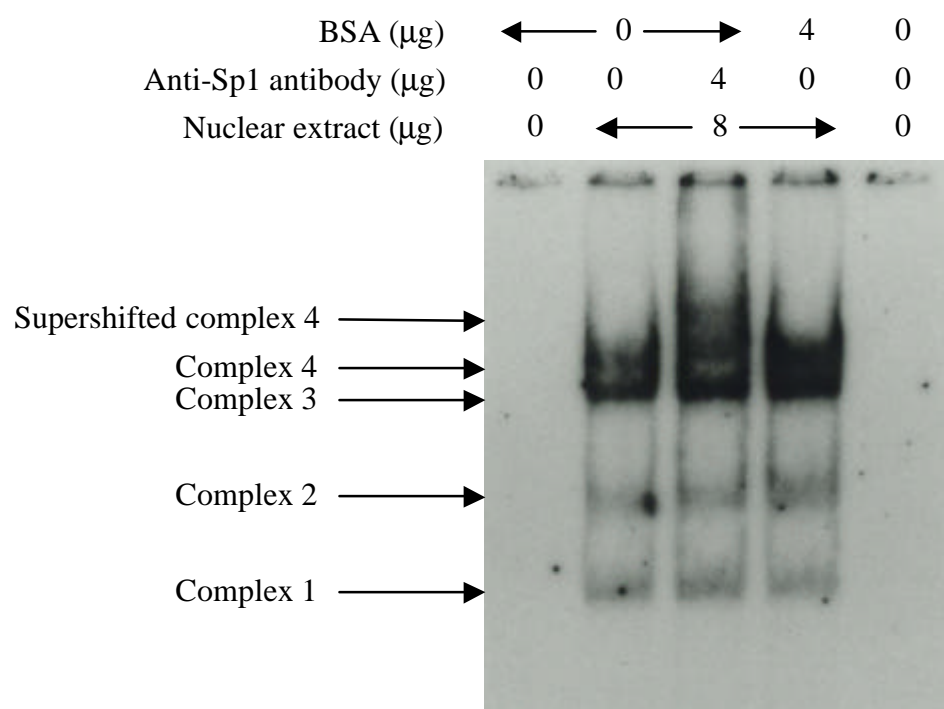 BSA (μg) 0 4 0
Anti-Sp1 antibody (μg) 0 0 4 0 0
Nuclear extract (μg) 0 8 0
Supershifted complex 4
Complex 4
Complex 3
Complex 2
Complex 1